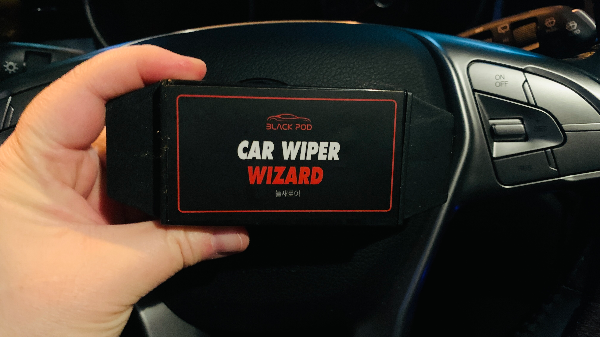 BLACK POD
CAR WIPER
WIZARD
ON
OFF